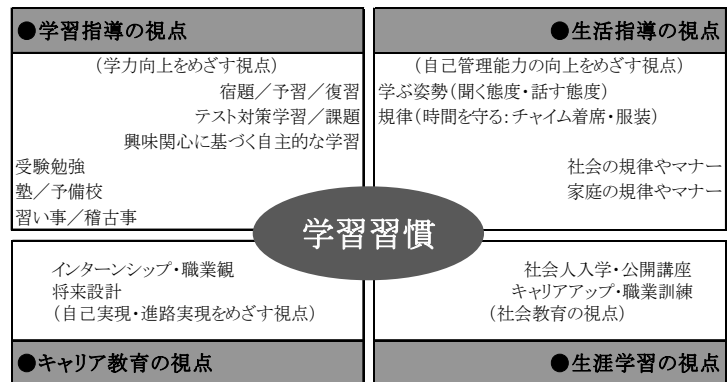 ●学習指導の視点
(学力向上をめざす視点)
宿題／予習／復習
テスト対策学習／課題
興味関心に基づく自主的な学習
受験勉強
塾／予備校
習い事／稽古事
●生活指導の視点
(自己管理能力の向上をめざす視点)
学ぶ姿勢(聞く態度・話す態度)
規律(時間を守る:チャイム着席・服装)
社会の規律やマナー
家庭の規律やマナー
学習習慣
インターンシップ・職業観
将来設計
(自己実現・進路実現をめざす視点)
●キャリア教育の視点
社会人入学・公開講座
キャリアアップ・職業訓練
(社会教育の視点)
●生涯学習の視点